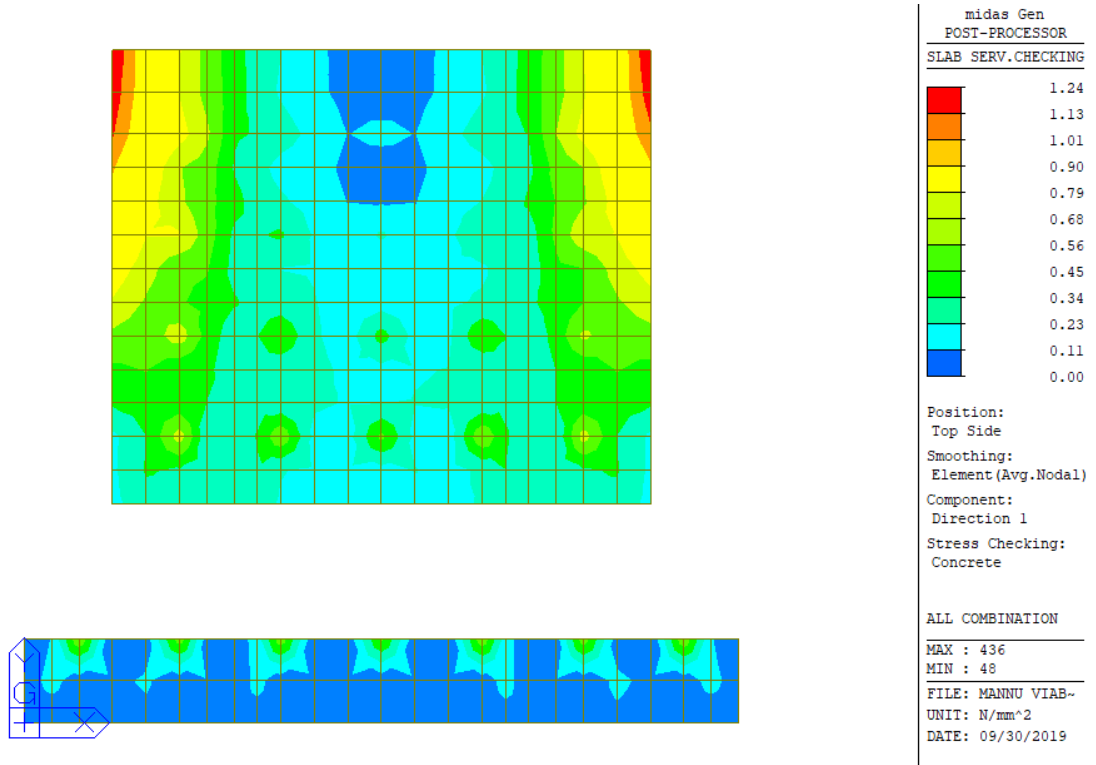 midas Gen
POST-PROCESSOR
SLAB SERV.CHECKING
1.24
1.13
1.01
0.90
0.79
0.68
0.56
0.45
0.34
0.23
0.11
0.00
Position:
Top Side
Smoothing:
Element(Avg.Nodal)
Component:
Direction 1
Stress Checking:
Concrete
ALL COMBINATION
MAX : 436
MIN : 48
FILE: MANNU VIAB~
UNIT: N/mm^2
DATE: 09/30/2019
Y
G
X